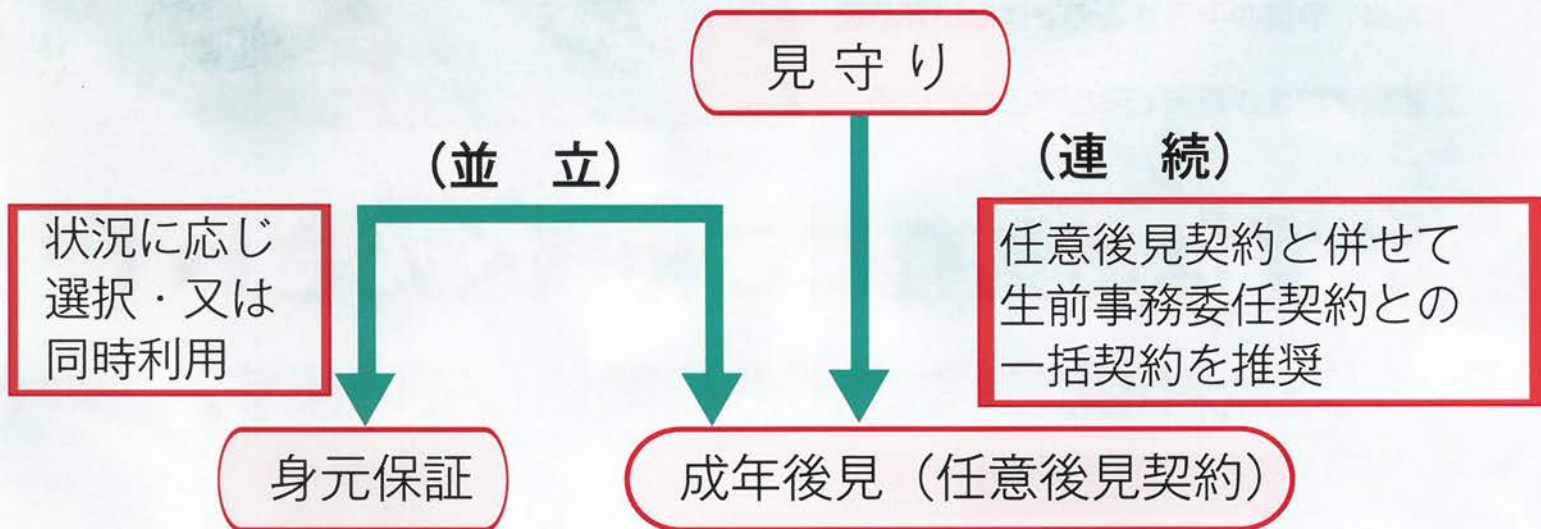 見守り
（並　立）
（連　続）
状況に応じ
選択・又は
同時利用
任意後見契約と併せて
生前事務委任契約との
一括契約を推奨
身元保証
成年後見（任意後見契約）